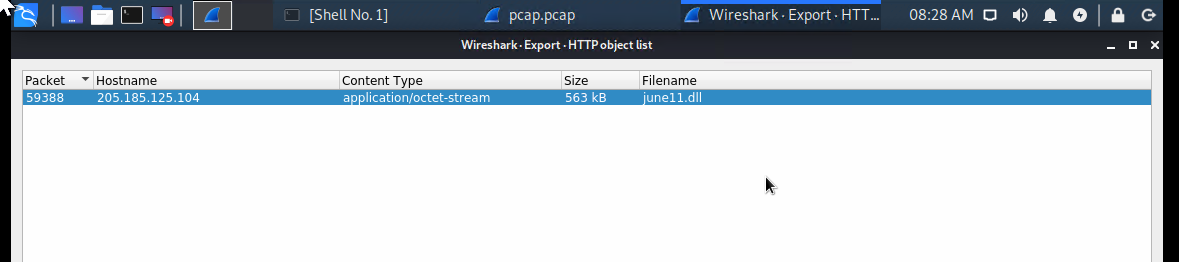 [Shell No. 1] pcap.pcap Wireshark · Export · HTT... 08:28 AM
Wireshark · Export · HTTP object list
Packet Hostname Content Type Size Filename
59388 205.185.125.104 application/octet-stream 563 kB june11.dll